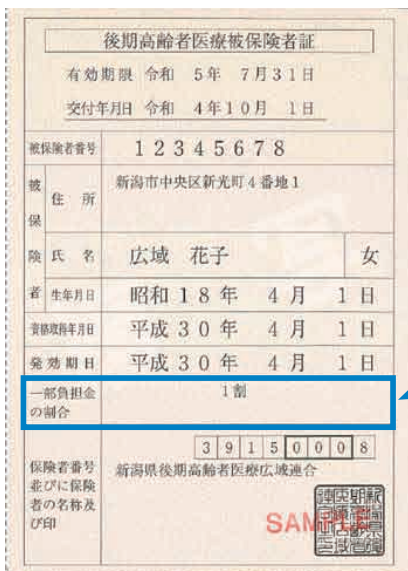 後期高齢者医療被保険者証
有効期限 令和 5年 7月31日
交付年月日 令和 4年10月 1日
被保険者番号 12345678
被保険者
住所 新潟市中央区新光町4番地1
氏名 広域 花子 女
生年月日 昭和18年 4月 1日
資格取得年月日 平成30年 4月 1日
発効期日 平成30年 4月 1日
一部負担金 1割
の割合
39150008
保険者番号 新潟県後期高齢者医療広域連合
並びに保険
者の名称及
び印
SAMPLE